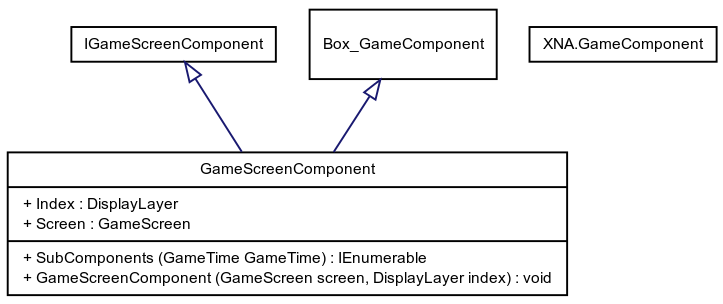 IGameScreenComponent
Box_GameComponent
XNA.GameComponent
GameScreenComponent
+ Index : DisplayLayer
+ Screen : GameScreen
+ SubComponents (GameTime GameTime) : IEnumerable
+ GameScreenComponent (GameScreen screen, DisplayLayer index) : void